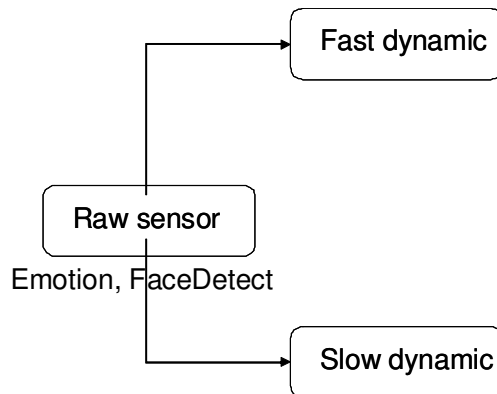 Fast dynamic
Raw sensor
Emotion, FaceDetect
Slow dynamic